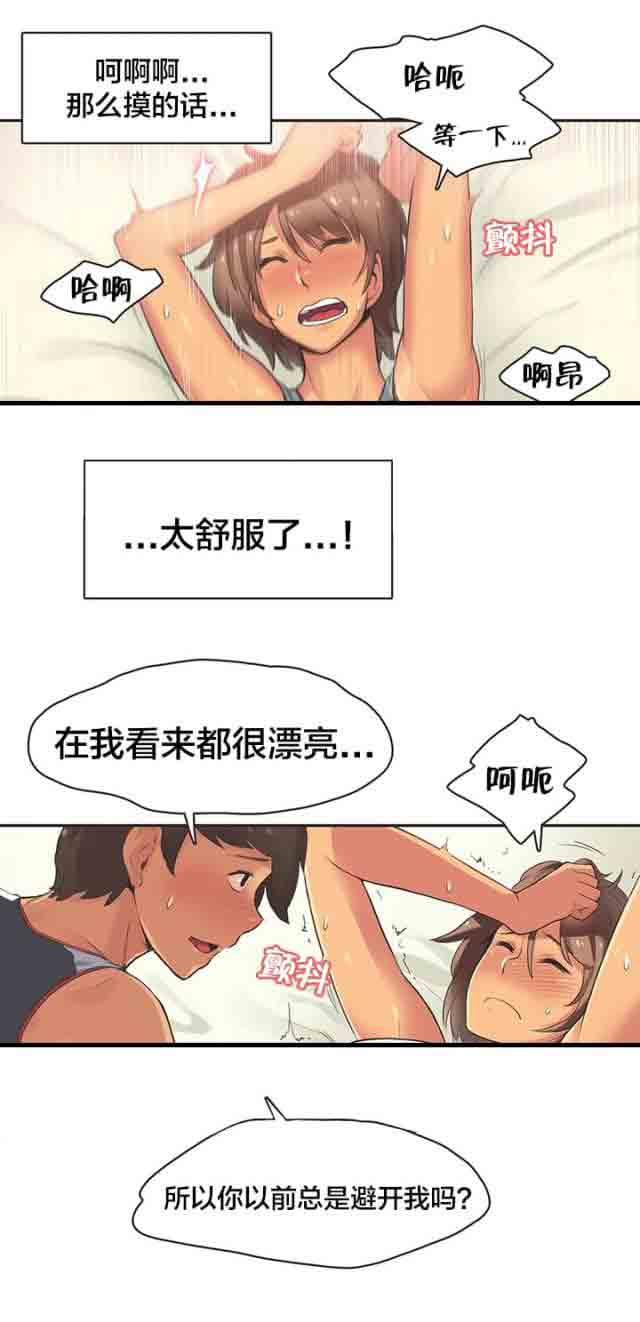 呵啊啊...
那么摸的话...
哈呃
等一下...
颤抖
哈啊
啊昂
...太舒服了...!
在我看来都很漂亮...
呵呃
颤抖
所以你以前总是避开我吗?